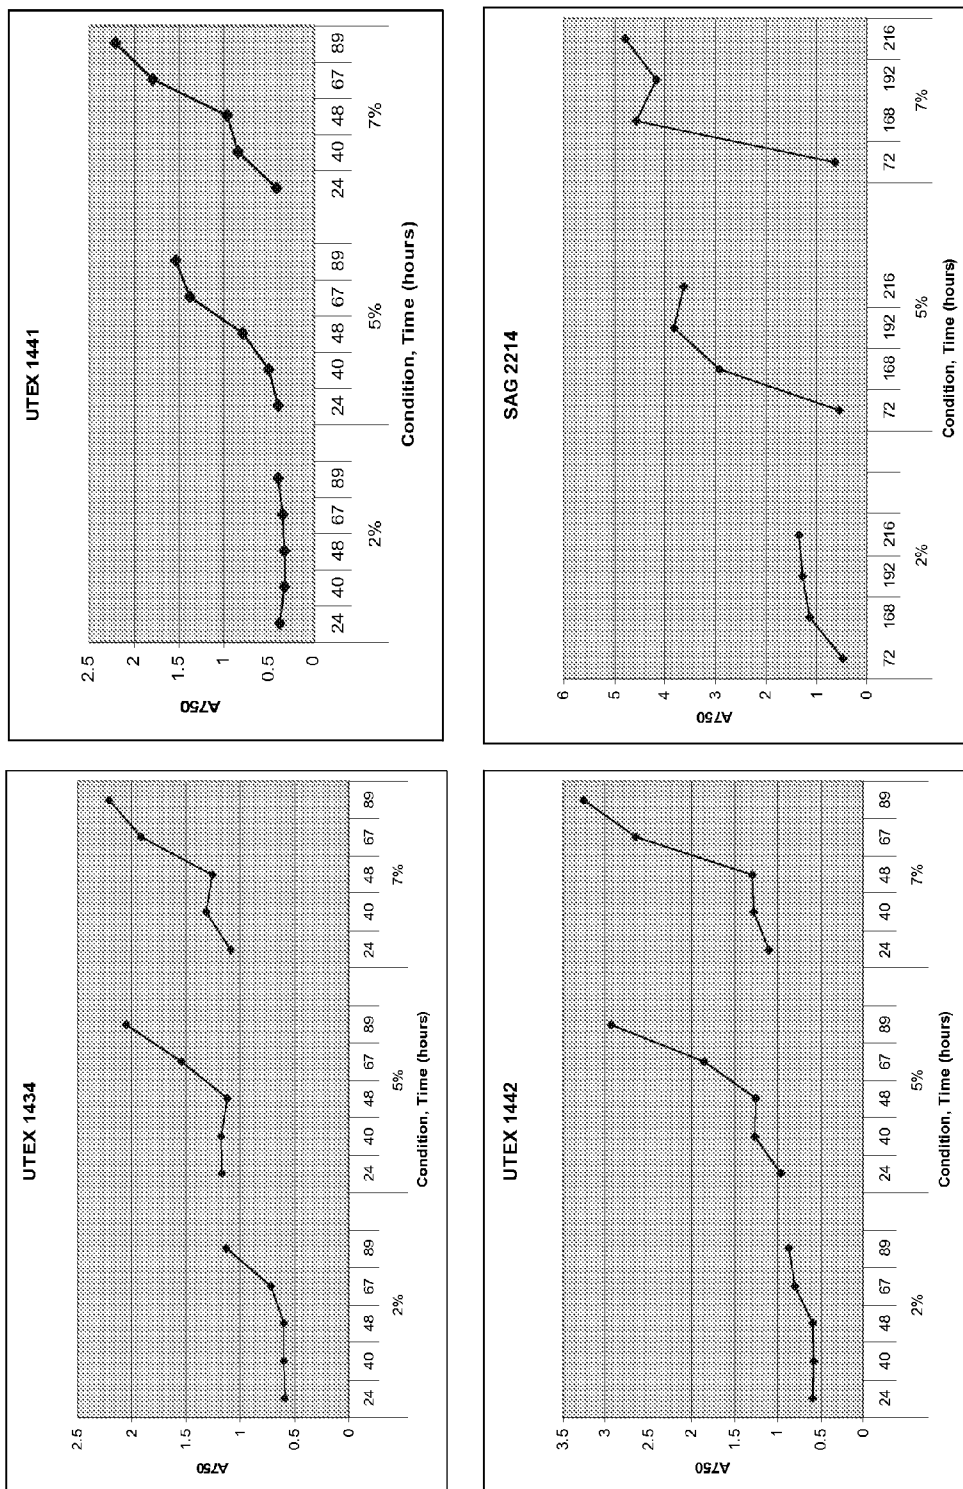 UTEX 1434
2.5
2
1.5
1
0.5
0
A750
24 40 48 67 89 24 40 48 67 89 24 40 48 67 89
2% 5% 7%
Condition, Time (hours)
UTEX 1441
2.5
2
1.5
1
0.5
0
A750
24 40 48 67 89 24 40 48 67 89 24 40 48 67 89
2% 5% 7%
Condition, Time (hours)
UTEX 1442
3.5
3
2.5
2
1.5
1
0.5
0
A750
24 40 48 67 89 24 40 48 67 89 24 40 48 67 89
2% 5% 7%
Condition, Time (hours)
SAG 2214
6
5
4
3
2
1
0
A750
72 168 192 216 72 168 192 216 72 168 192 216
2% 5% 7%
Condition, Time (hours)